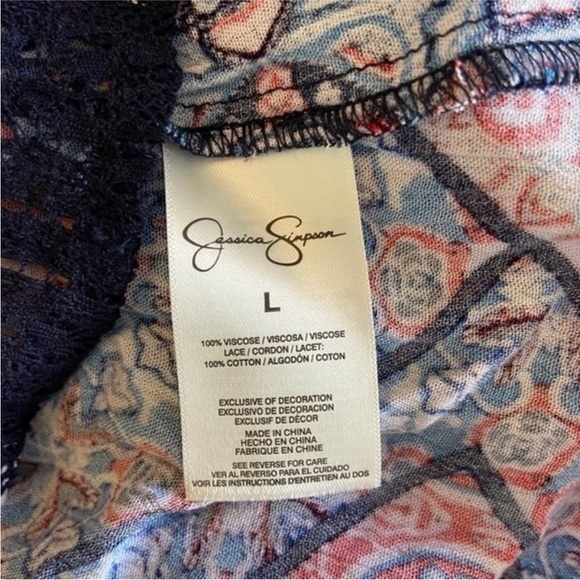 Jessica Simpson
L
100% VISCOSE / VISCOSA / VISCOSE
LACE / CORDON / LACET:
100% COTTON / ALGODÓN / COTON
EXCLUSIVE OF DECORATION
EXCLUSIVO DE DECORACION
EXCLUSIF DE DÉCOR
MADE IN CHINA
HECHO EN CHINA
FABRIQUE EN CHINE
SEE REVERSE FOR CARE
VER AL REVERSO PARA EL CUIDADO
VOIR LES INSTRUCTIONS D'ENTRETIEN AU DOS